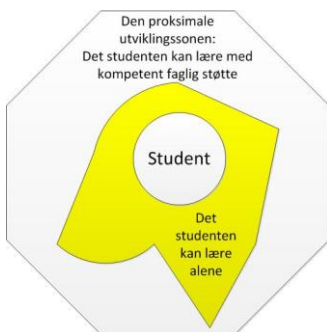 Den proksimale
utviklingssonen:
Det studenten kan lære med
kompetent faglig støtte
Student
Det
studenten
kan lære
alene